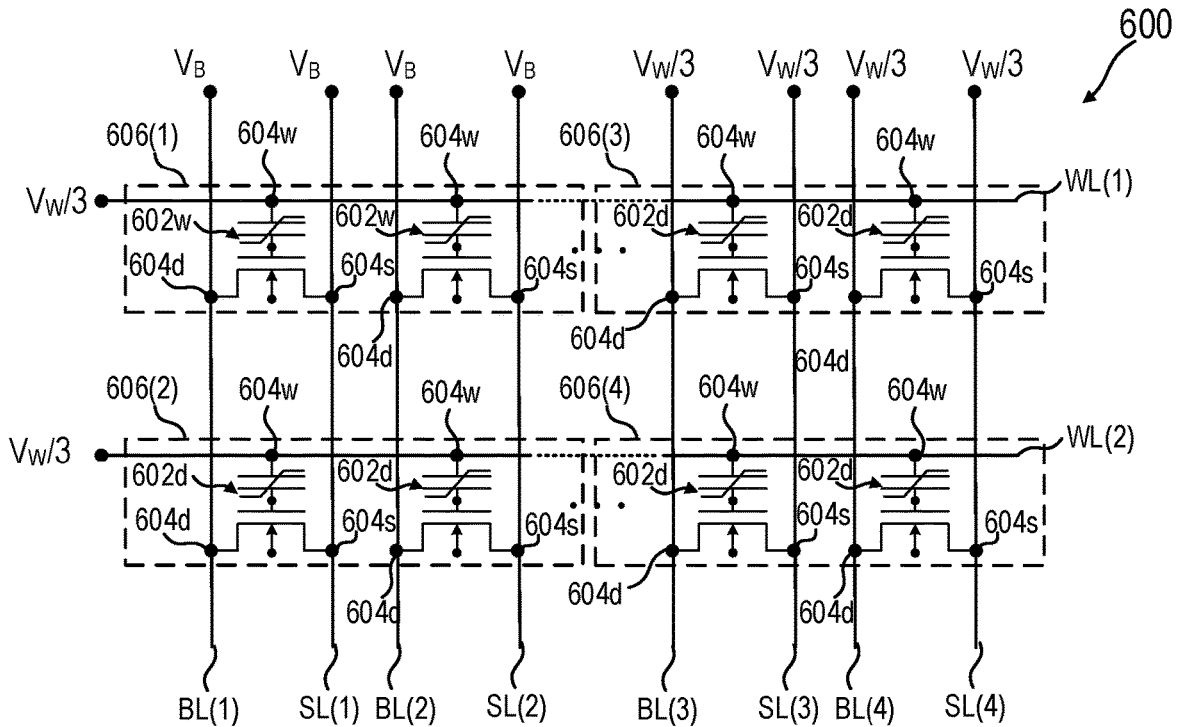 600
V_B V_B V_B V_B V_W/3 V_W/3 V_W/3 V_W/3
606(1) 604w 604w 606(3) 604w 604w
V_W/3 WL(1)
602w 602w 602d 602d
604d 604s 604s 604s 604s
604d 604d 604d
606(2) 604w 604w 606(4) 604w 604w
V_W/3 WL(2)
602d 602d 602d 602d
604d 604s 604s 604s 604s
604d 604d 604d
BL(1) SL(1) BL(2) SL(2) BL(3) SL(3) BL(4) SL(4)